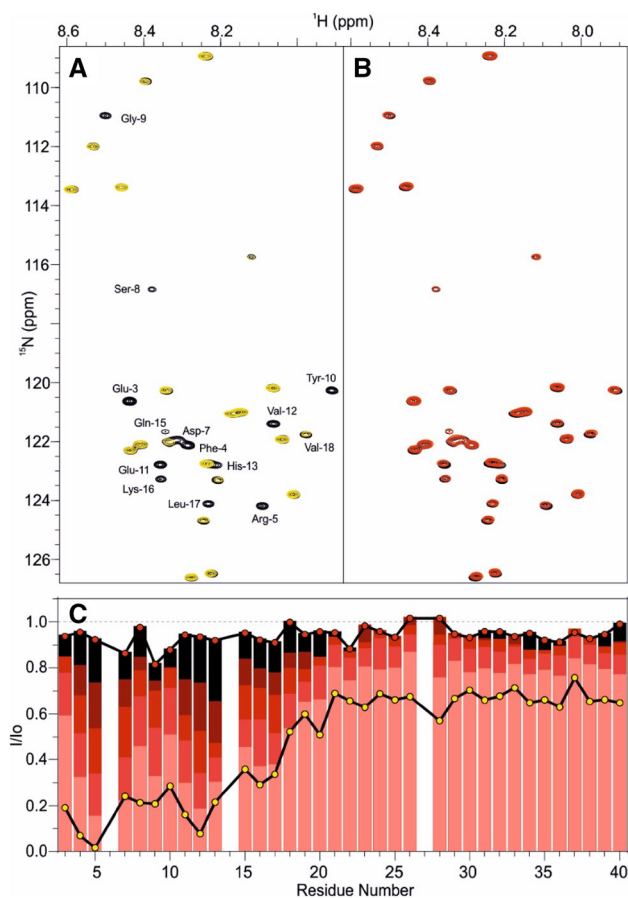 ¹H (ppm)
8.6 8.4 8.2 8.4 8.2 8.0
A B
110
112
114
116
120
122
124
126
¹⁵N (ppm)
Gly-9
Ser-8
Tyr-10
Glu-3
Val-12
Gln-15
Asp-7
Val-18
Phe-4
Glu-11
His-13
Lys-16
Leu-17
Arg-5
C
1.0
0.8
0.6
0.4
0.2
0.0
I/Io
5 10 15 20 25 30 35 40
Residue Number